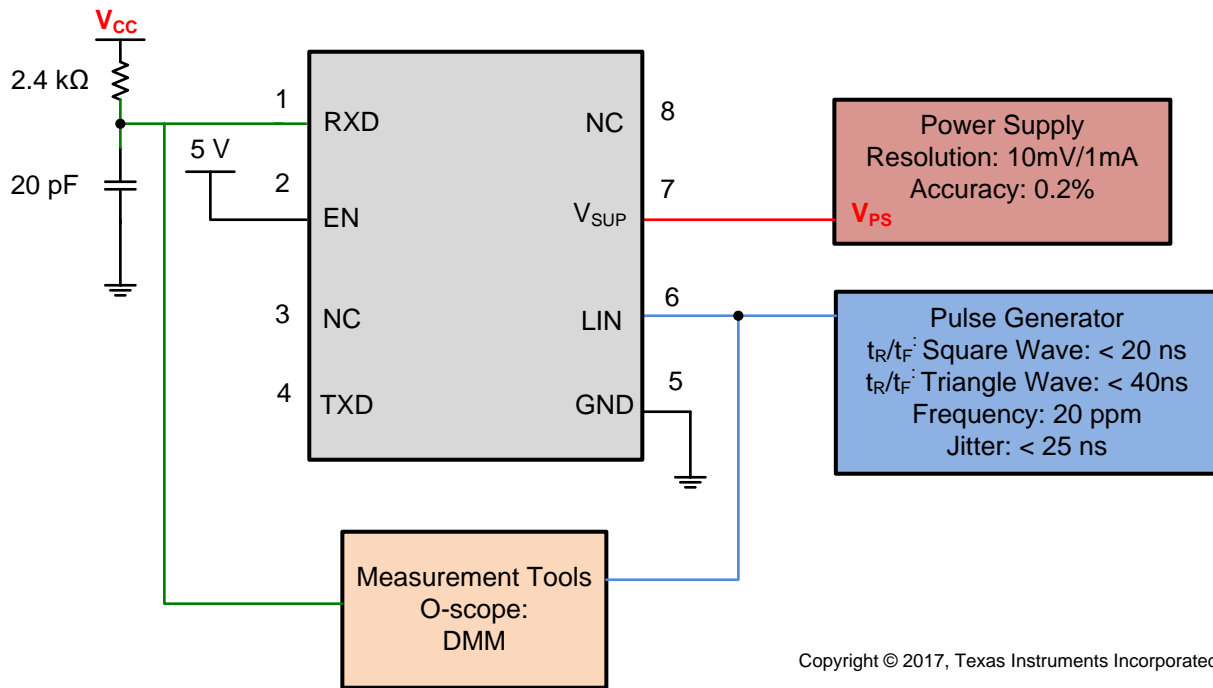 VCC
2.4 kΩ
20 pF
5 V
1
RXD
2
EN
3
NC
4
TXD
NC
8
VSUP
7
LIN
6
GND
5
Power Supply
Resolution: 10mV/1mA
Accuracy: 0.2%
VPS
Pulse Generator
tR/tF: Square Wave: < 20 ns
tR/tF: Triangle Wave: < 40ns
Frequency: 20 ppm
Jitter: < 25 ns
Measurement Tools
O-scope:
DMM
Copyright © 2017, Texas Instruments Incorporated